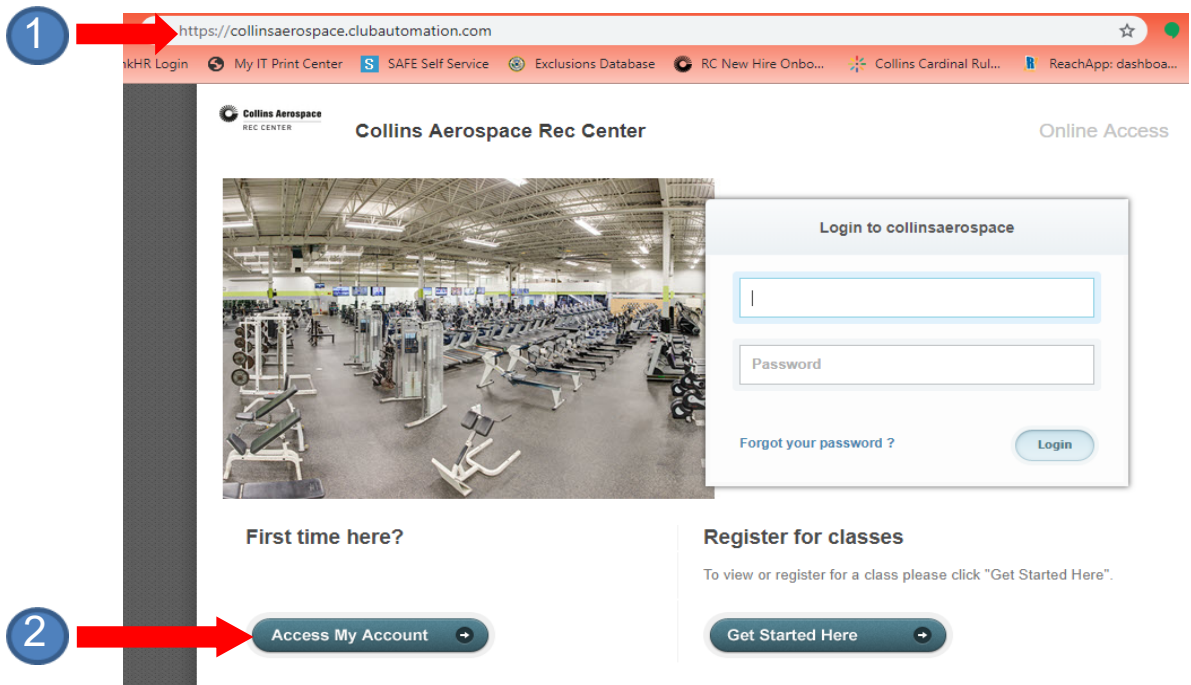 1
https://collinsaerospace.clubautomation.com
nkHR Login My IT Print Center S SAFE Self Service Exclusions Database RC New Hire Onbo... Collins Cardinal Rul... R ReachApp: dashboa...
Collins Aerospace
REC CENTER
Collins Aerospace Rec Center
Online Access
Login to collinsaerospace
Password
Forgot your password ?
Login
First time here?
Register for classes
To view or register for a class please click "Get Started Here".
2
Access My Account
Get Started Here